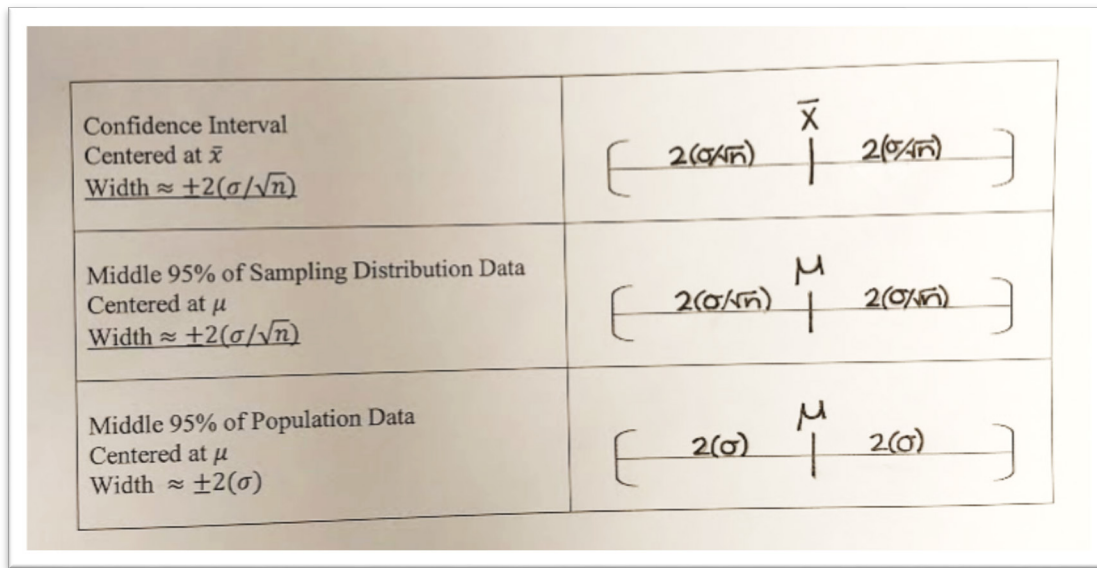 Confidence Interval
Centered at x̄
Width ≈ ±2(σ/√n)
x̄
2(σ/√n) 2(σ/√n)
Middle 95% of Sampling Distribution Data
Centered at μ
Width ≈ ±2(σ/√n)
μ
2(σ/√n) 2(σ/√n)
Middle 95% of Population Data
Centered at μ
Width ≈ ±2(σ)
μ
2(σ) 2(σ)